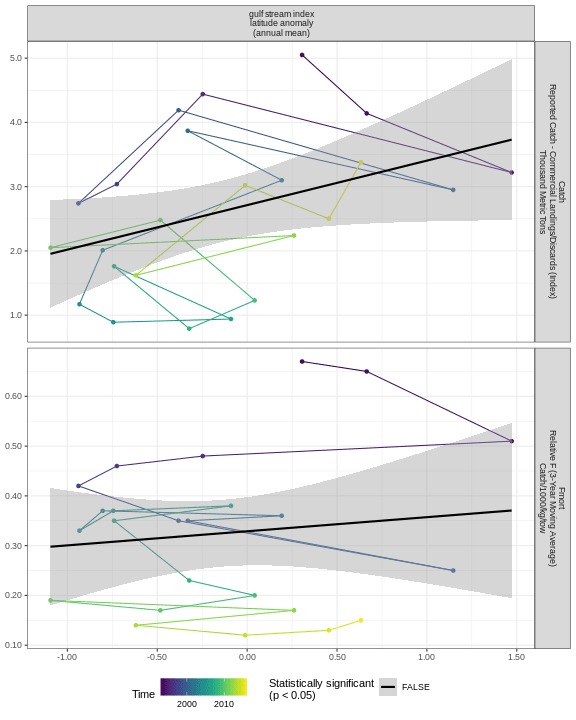 gulf stream index
latitude anomaly
(annual mean)
5.0
4.0
3.0
2.0
1.0
Catch
Reported Catch - Commercial Landings/Discards (Index)
Thousand Metric Tons
0.60
0.50
0.40
0.30
0.20
0.10
Fmort
Relative F (3-Year Moving Average)
Catch/1000/kg/tow
-1.00
-0.50
0.00
0.50
1.00
1.50
Time
2000
2010
Statistically significant
(p < 0.05)
FALSE